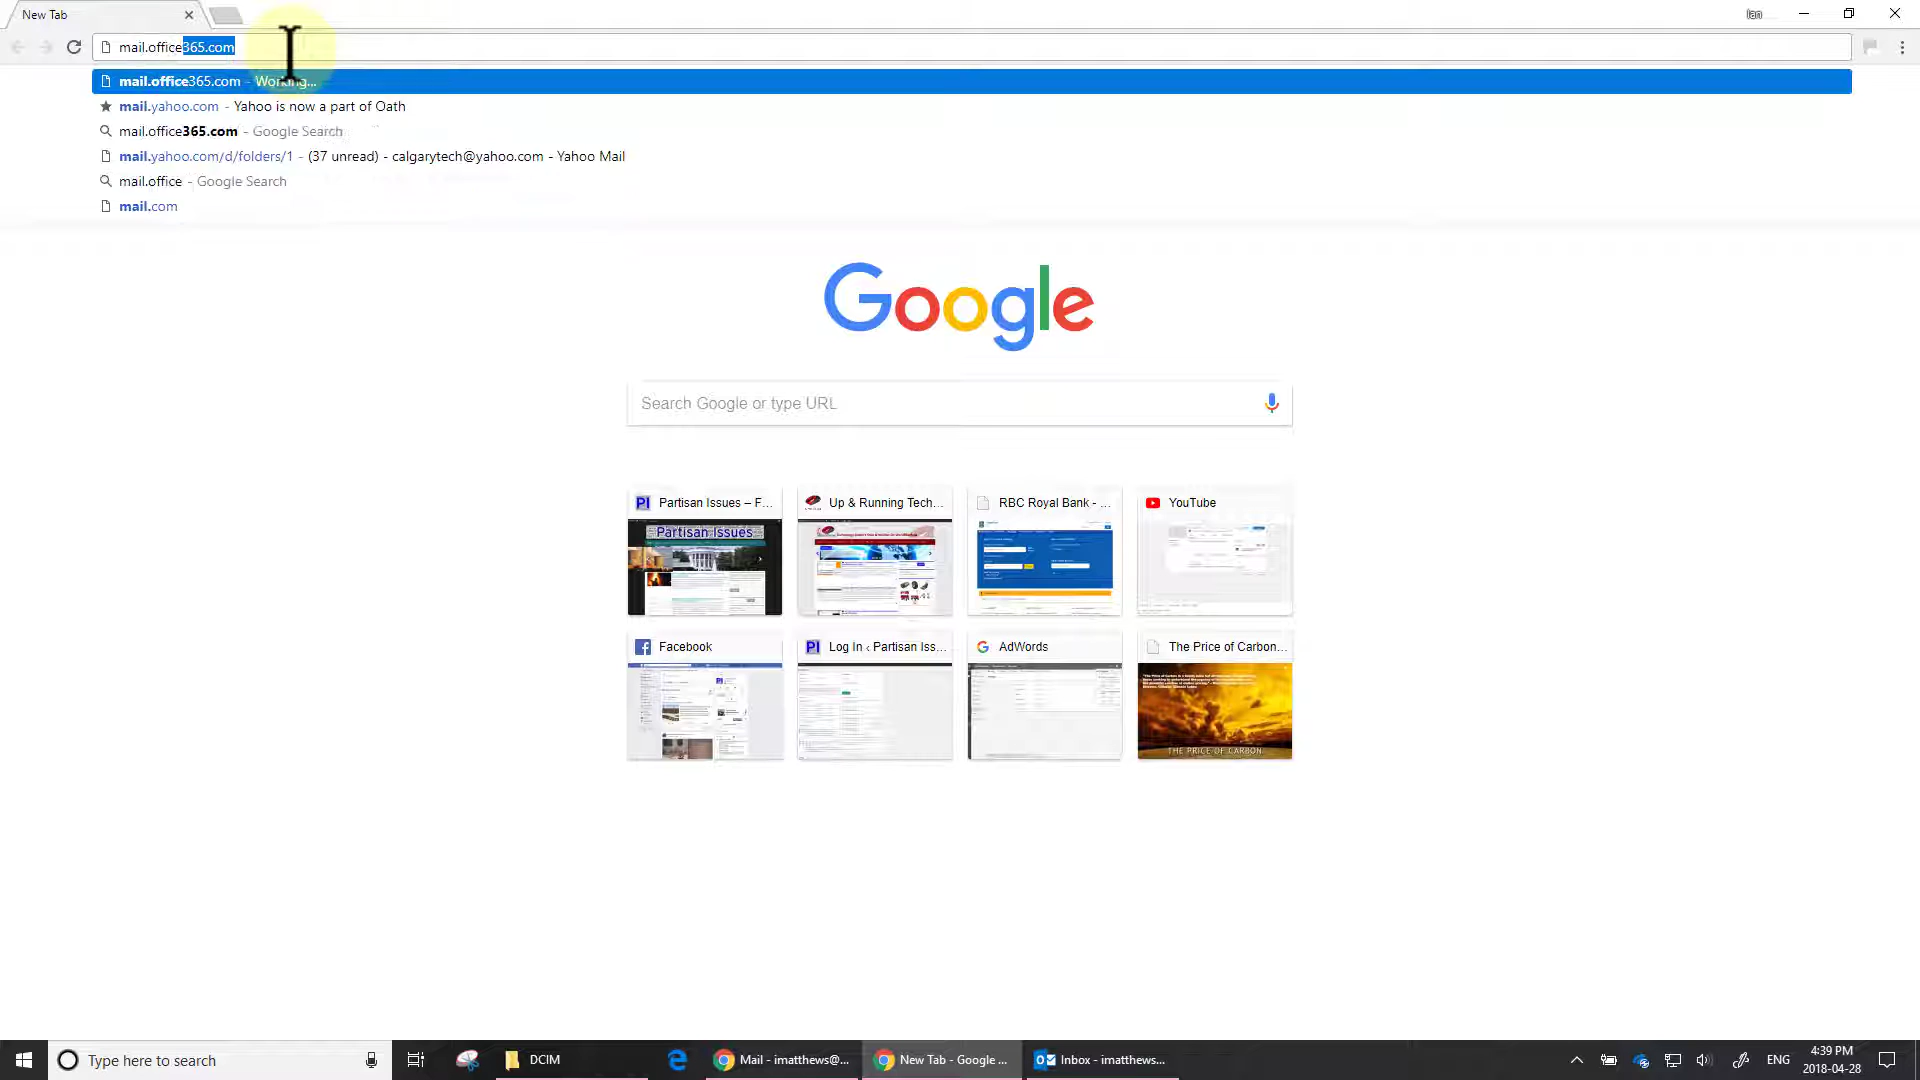 New Tab
Ian
mail.office365.com
mail.office365.com - Working...
mail.yahoo.com - Yahoo is now a part of Oath
mail.office365.com - Google Search
mail.yahoo.com/d/folders/1 - (37 unread) - calgarytech@yahoo.com - Yahoo Mail
mail.office - Google Search
mail.com
Google
Search Google or type URL
PI Partisan Issues – F...
Up & Running Tech...
RBC Royal Bank - ...
YouTube
Partisan Issues
Facebook
PI Log In ‹ Partisan Iss...
AdWords
The Price of Carbon...
THE PRICE OF CARBON
Type here to search
DCIM
Mail - imatthews@...
New Tab - Google ...
Inbox - imatthews...
ENG
4:39 PM
2018-04-28